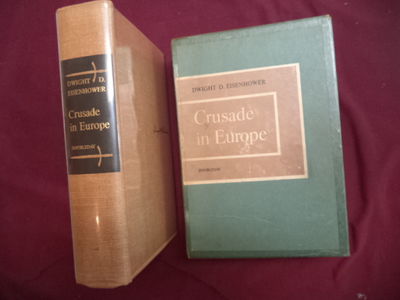 DWIGHT D.
EISENHOWER
Crusade
in Europe
DOUBLEDAY
DWIGHT D. EISENHOWER
Crusade
in Europe
DOUBLEDAY